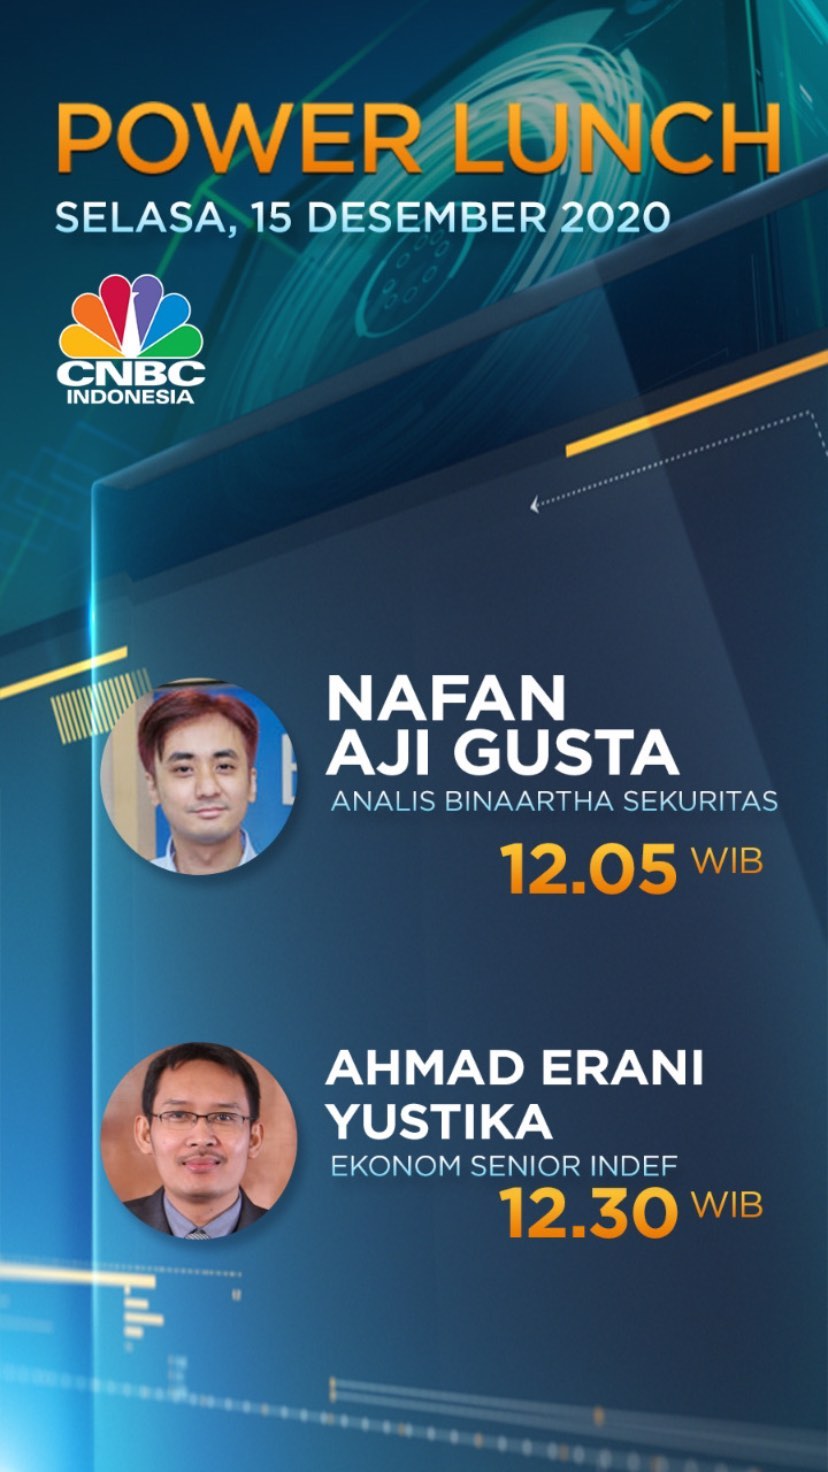 POWER LUNCH
SELASA, 15 DESEMBER 2020
CNBC
INDONESIA
NAFAN
AJI GUSTA
ANALIS BINAARTHA SEKURITAS
12.05 WIB
AHMAD ERANI
YUSTIKA
EKONOM SENIOR INDEF
12.30 WIB